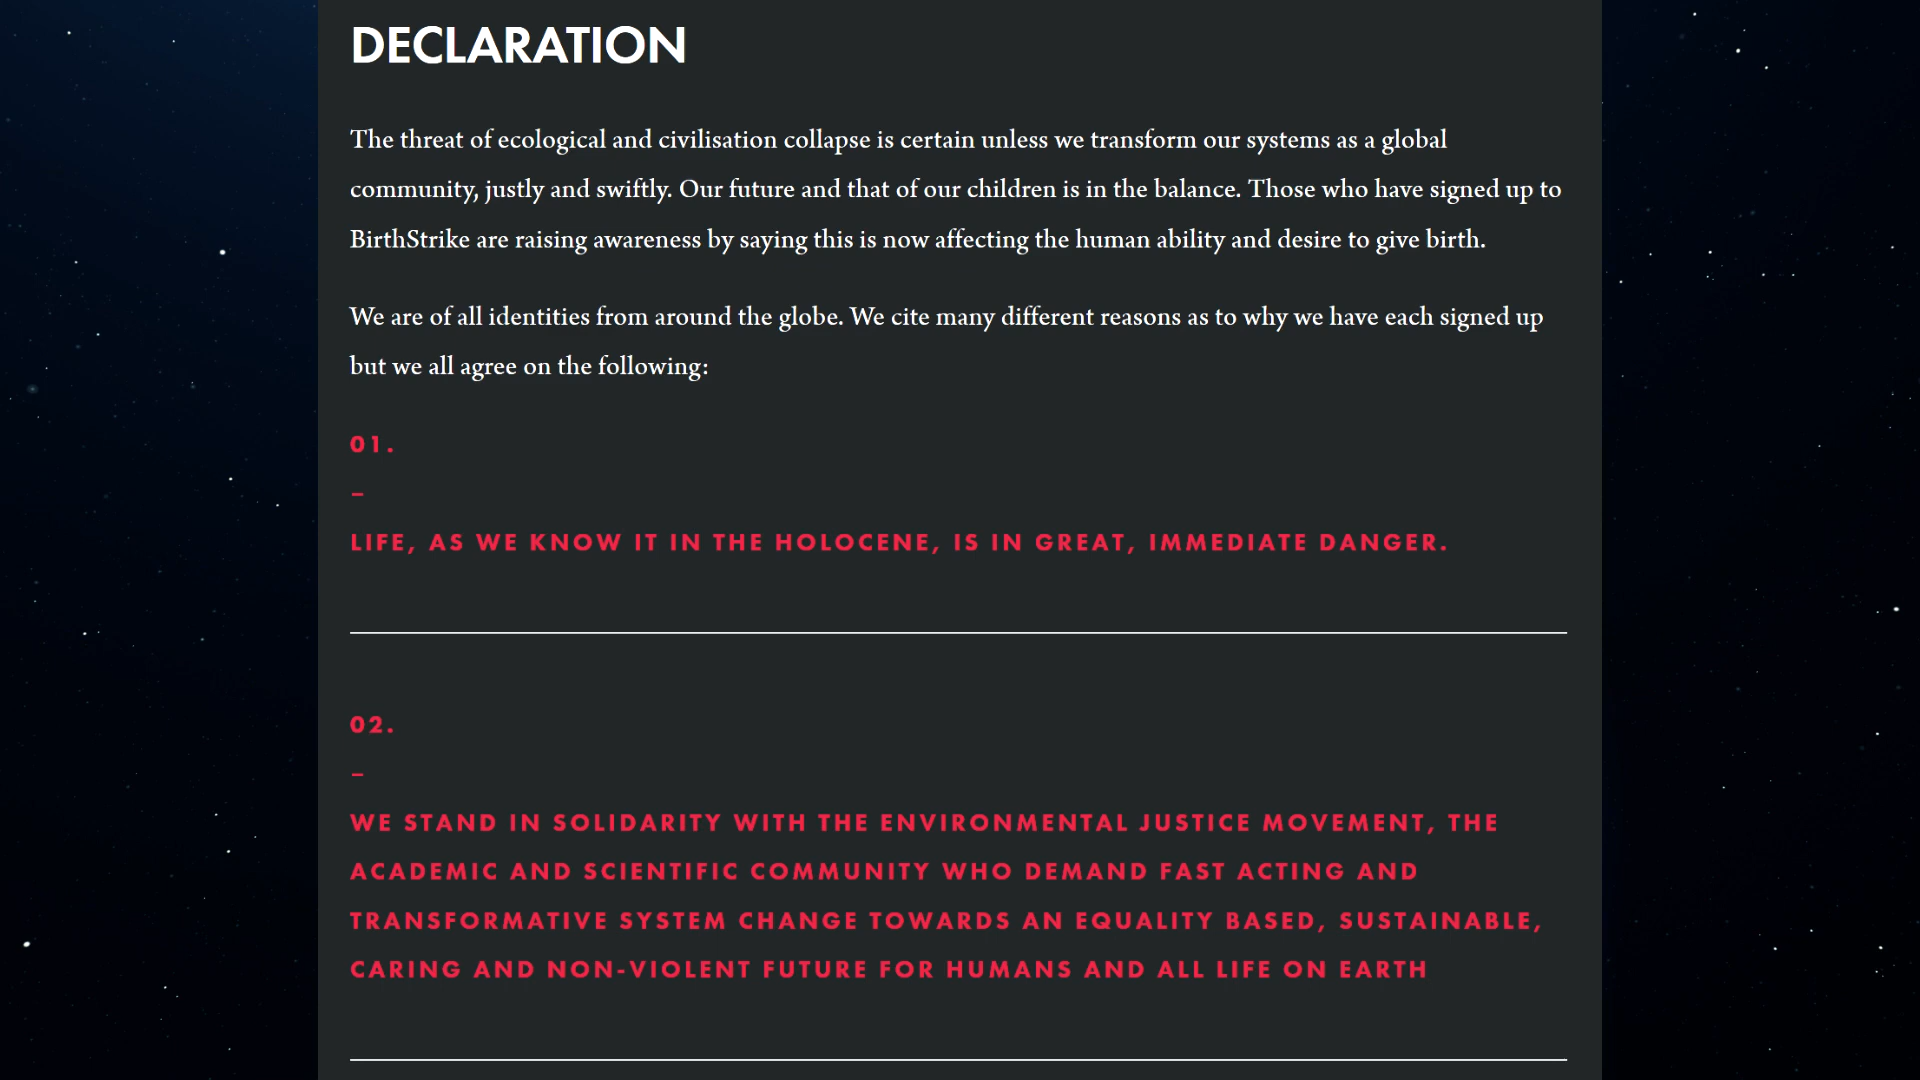 DECLARATION
The threat of ecological and civilisation collapse is certain unless we transform our systems as a global
community, justly and swiftly. Our future and that of our children is in the balance. Those who have signed up to
BirthStrike are raising awareness by saying this is now affecting the human ability and desire to give birth.
We are of all identities from around the globe. We cite many different reasons as to why we have each signed up
but we all agree on the following:
01.
–
LIFE, AS WE KNOW IT IN THE HOLOCENE, IS IN GREAT, IMMEDIATE DANGER.
02.
–
WE STAND IN SOLIDARITY WITH THE ENVIRONMENTAL JUSTICE MOVEMENT, THE
ACADEMIC AND SCIENTIFIC COMMUNITY WHO DEMAND FAST ACTING AND
TRANSFORMATIVE SYSTEM CHANGE TOWARDS AN EQUALITY BASED, SUSTAINABLE,
CARING AND NON-VIOLENT FUTURE FOR HUMANS AND ALL LIFE ON EARTH